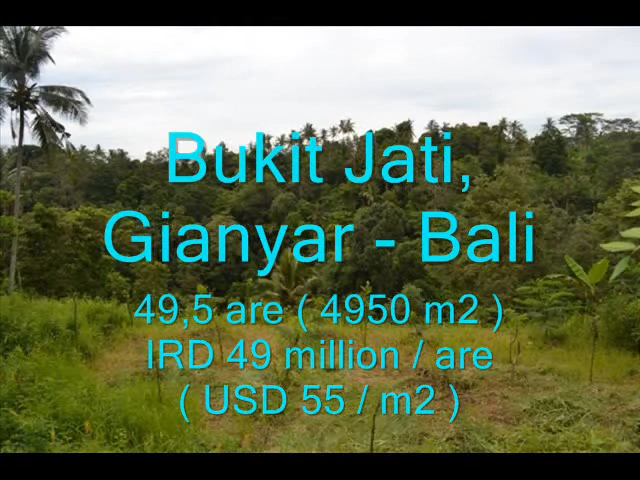 Bukit Jati,
Gianyar - Bali
49,5 are ( 4950 m2 )
IRD 49 million / are
( USD 55 / m2 )